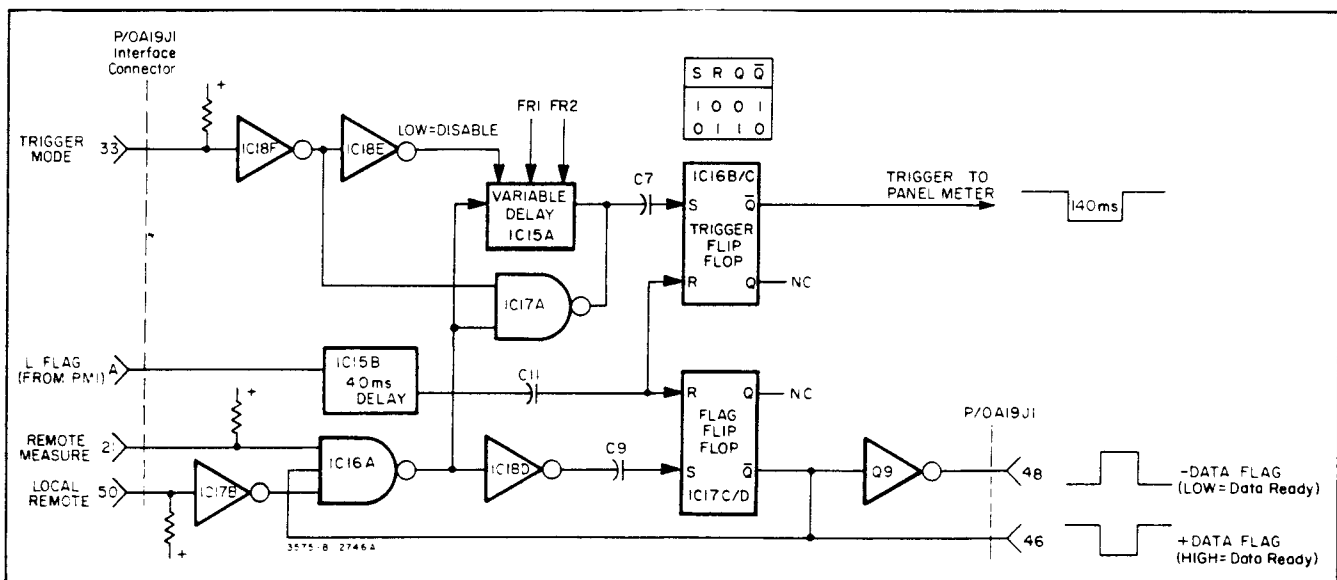 P/OA19J1
Interface
Connector
TRIGGER
MODE
33
+
IC18F
IC18E
LOW=DISABLE
FR1 FR2
VARIABLE
DELAY
IC15A
C7
S R Q Q̅
1 0 0 1
0 1 1 0
IC16B/C
S Q̅
TRIGGER
FLIP
FLOP
R Q
NC
TRIGGER TO
PANEL METER
140ms
IC17A
L FLAG
(FROM PMI)
A
IC15B
40ms
DELAY
C11
R Q
NC
FLAG
FLIP
FLOP
S Q̅
IC17C/D
+
REMOTE
MEASURE
21
LOCAL
REMOTE
50
IC17B
+
IC16A
IC18D
C9
Q9
P/OA19J1
48
-DATA FLAG
(LOW=Data Ready)
46
+DATA FLAG
(HIGH=Data Ready)
3575-B 2746A